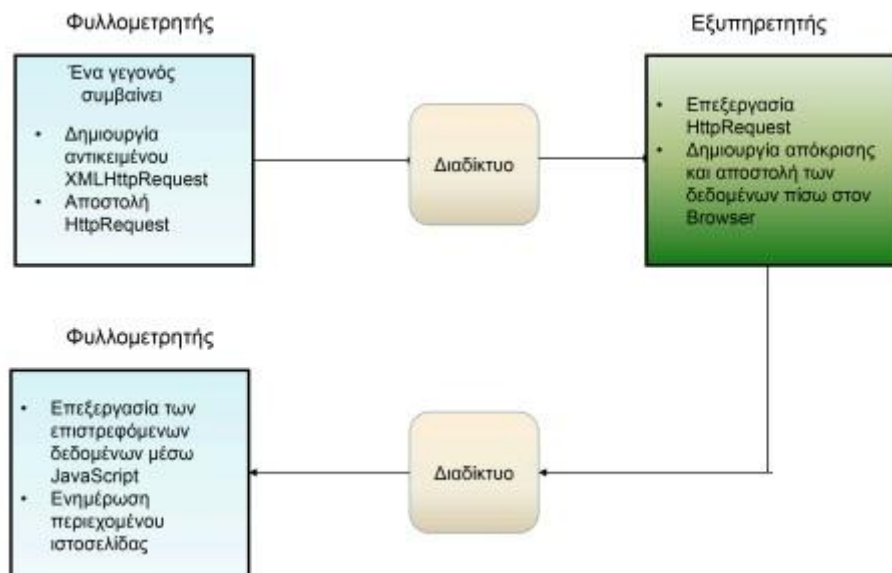 Φυλλομετρητής
Ένα γεγονός
συμβαίνει
• Δημιουργία
αντικειμένου
XMLHttpRequest
• Αποστολή
HttpRequest
Διαδίκτυο
Εξυπηρετητής
• Επεξεργασία
HttpRequest
• Δημιουργία απόκρισης
και αποστολή των
δεδομένων πίσω στον
Browser
Φυλλομετρητής
• Επεξεργασία των
επιστρεφόμενων
δεδομένων μέσω
JavaScript
• Ενημέρωση
περιεχομένου
ιστοσελίδας
Διαδίκτυο